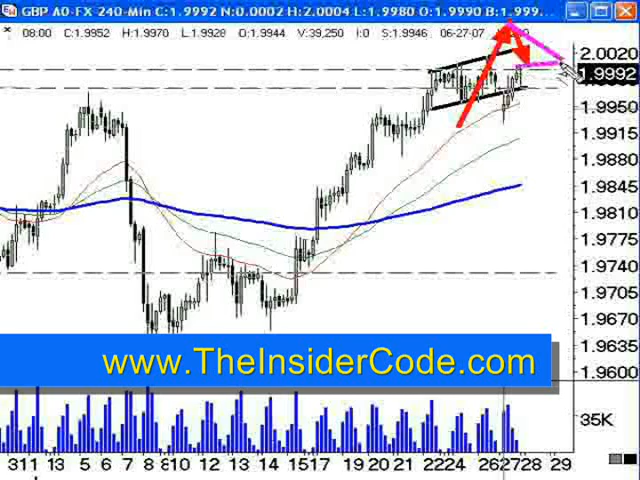 GBP A0-FX 240-Min C:1.9992 N:0.0002 H:2.0004 L:1.9980 O:1.9990 B:1.999...
08:00 C:1.9952 H:1.9970 L:1.9928 O:1.9944 V:39,250 I:0 S:1.9946 06-27-07
2.0020
1.9992
1.9950
1.9915
1.9880
1.9845
1.9810
1.9775
1.9740
1.9705
1.9670
1.9635
1.9600
www.TheInsiderCode.com
35K
31 1 3 5 6 7 8 8 10 12 13 14 15 17 19 20 21 22 24 26 27 28 29